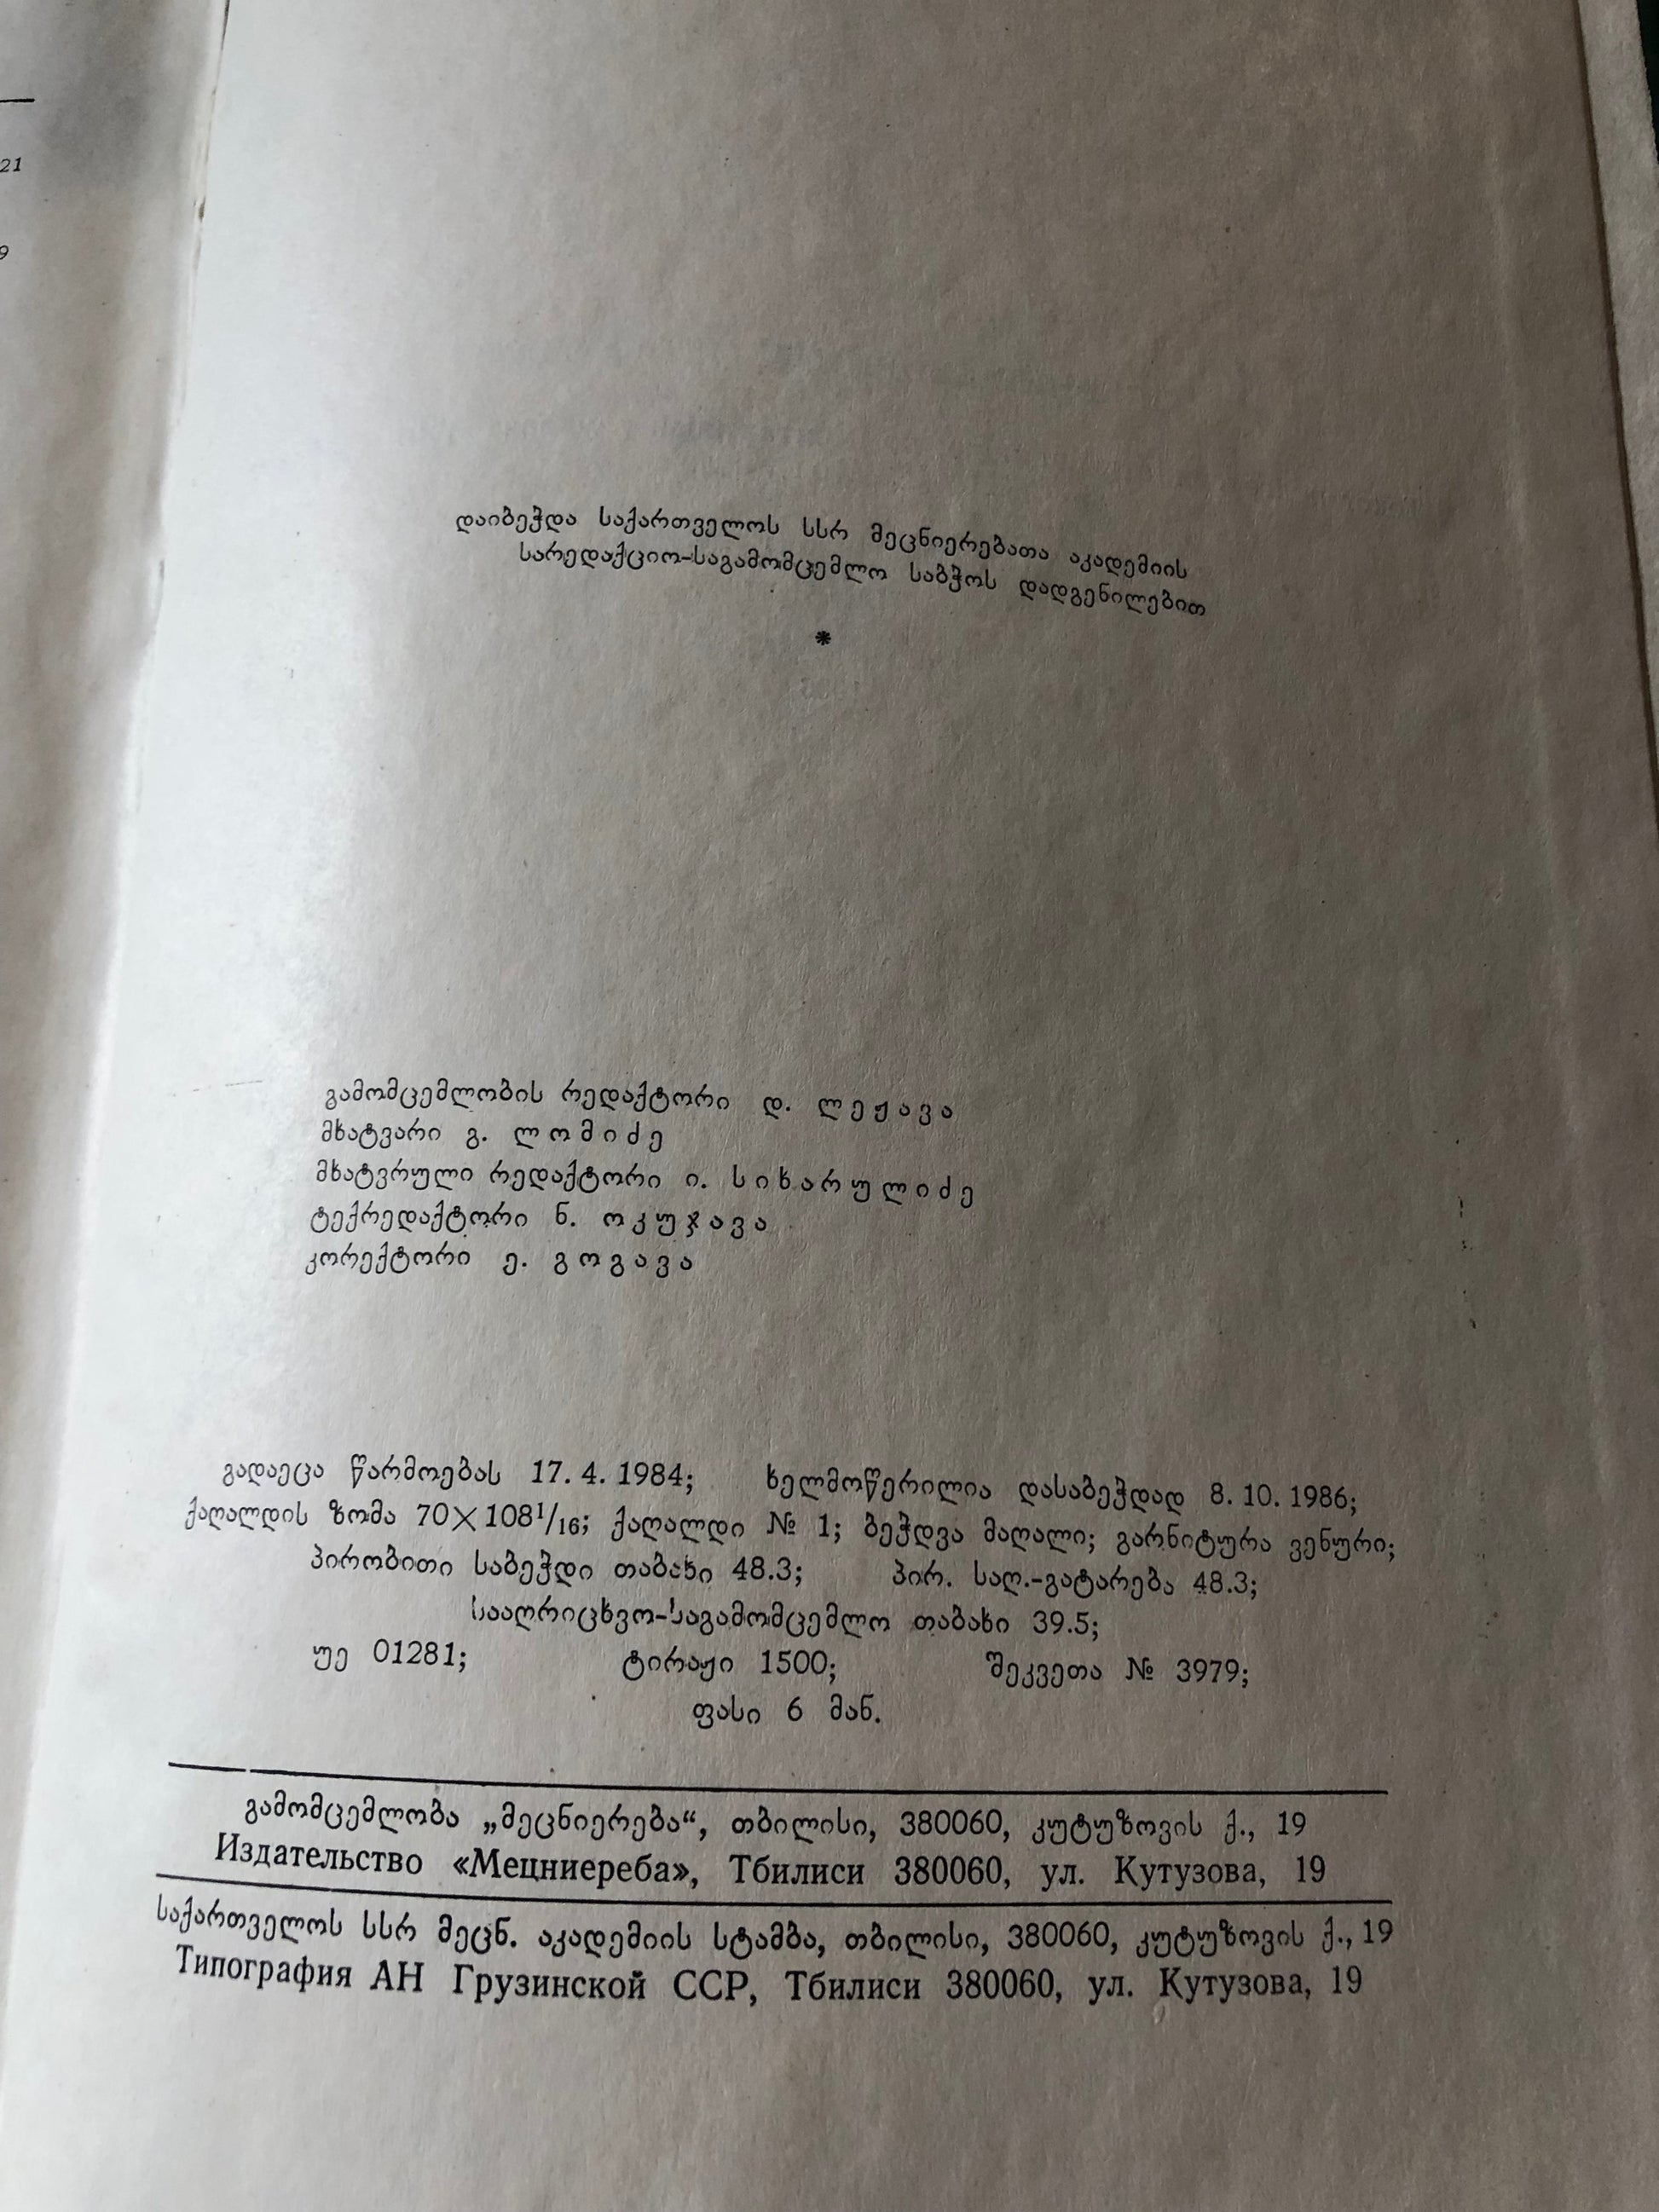 21
9
დაიბეჭდა საქართველოს სსრ მეცნიერებათა აკადემიის
სარედაქციო-საგამომცემლო საბჭოს დადგენილებით
*
გამომცემლობის რედაქტორი დ. ლეჟავა
მხატვარი გ. ლომიძე
მხატვრული რედაქტორი ი. სიხარულიძე
ტექრედაქტორი ნ. ოკუჯავა
კორექტორი ე. გოგავა
გადაეცა წარმოებას 17. 4. 1984; ხელმოწერილია დასაბეჭდად 8. 10. 1986;
ქაღალდის ზომა 70×108¹/₁₆; ქაღალდი № 1; ბეჭდვა მაღალი; გარნიტურა ვენური;
პირობითი საბეჭდი თაბახი 48.3; პირ. საღ.-გატარება 48.3;
სააღრიცხვო-საგამომცემლო თაბახი 39.5;
უე 01281; ტირაჟი 1500; შეკვეთა № 3979;
ფასი 6 მან.
გამომცემლობა „მეცნიერება“, თბილისი, 380060, კუტუზოვის ქ., 19
Издательство «Мецниереба», Тбилиси 380060, ул. Кутузова, 19
საქართველოს სსრ მეცნ. აკადემიის სტამბა, თბილისი, 380060, კუტუზოვის ქ., 19
Типография АН Грузинской ССР, Тбилиси 380060, ул. Кутузова, 19